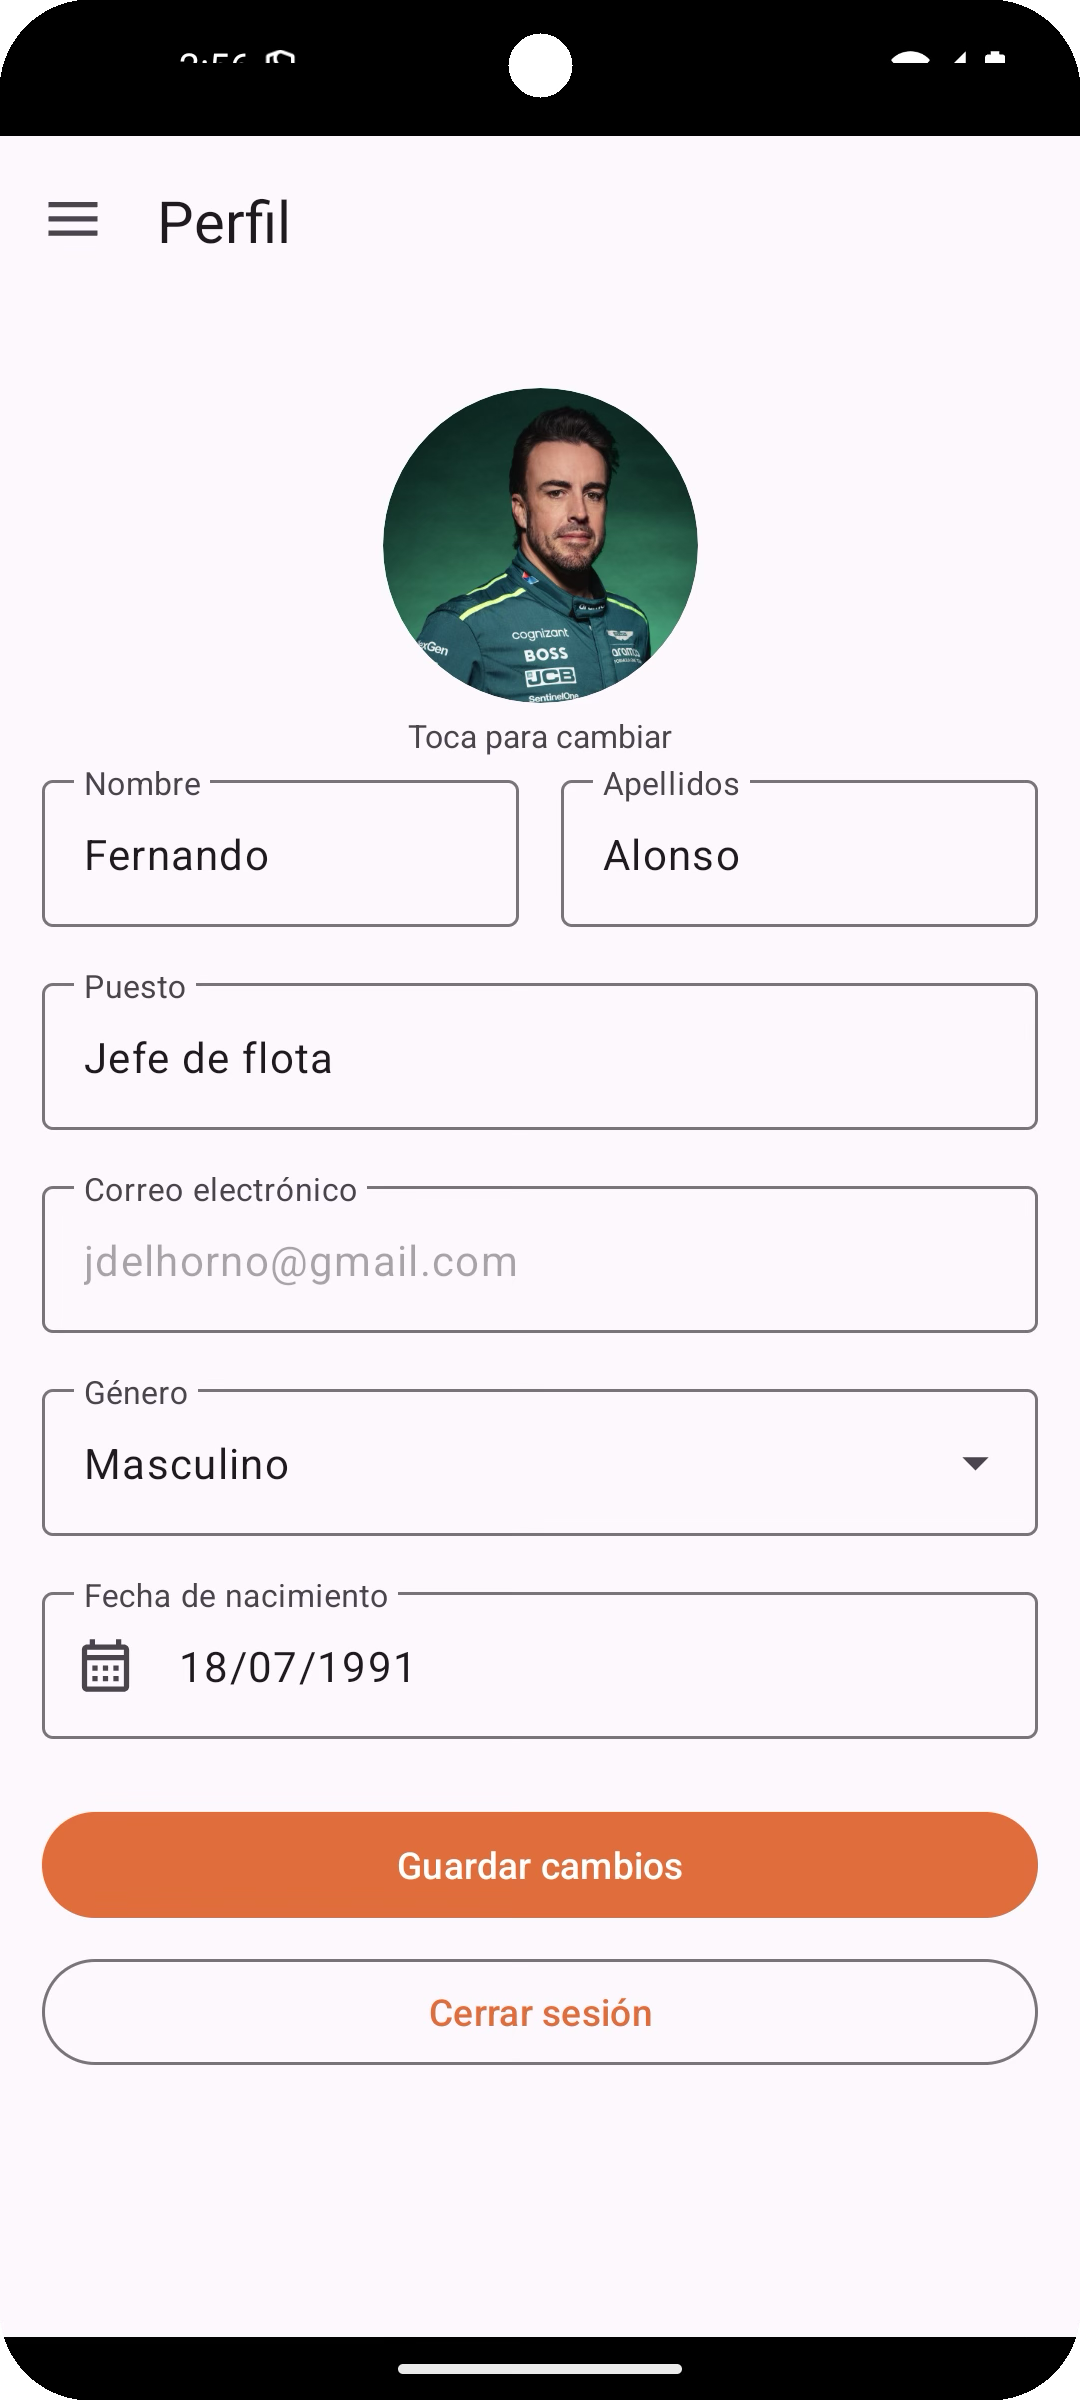 Perfil
cognizant
BOSS
JCB
SentinelOne
Toca para cambiar
Nombre
Fernando
Apellidos
Alonso
Puesto
Jefe de flota
Correo electrónico
jdelhorno@gmail.com
Género
Masculino
Fecha de nacimiento
18/07/1991
Guardar cambios
Cerrar sesión